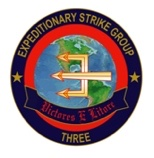 EXPEDITIONARY STRIKE GROUP
Victores E Litore
THREE